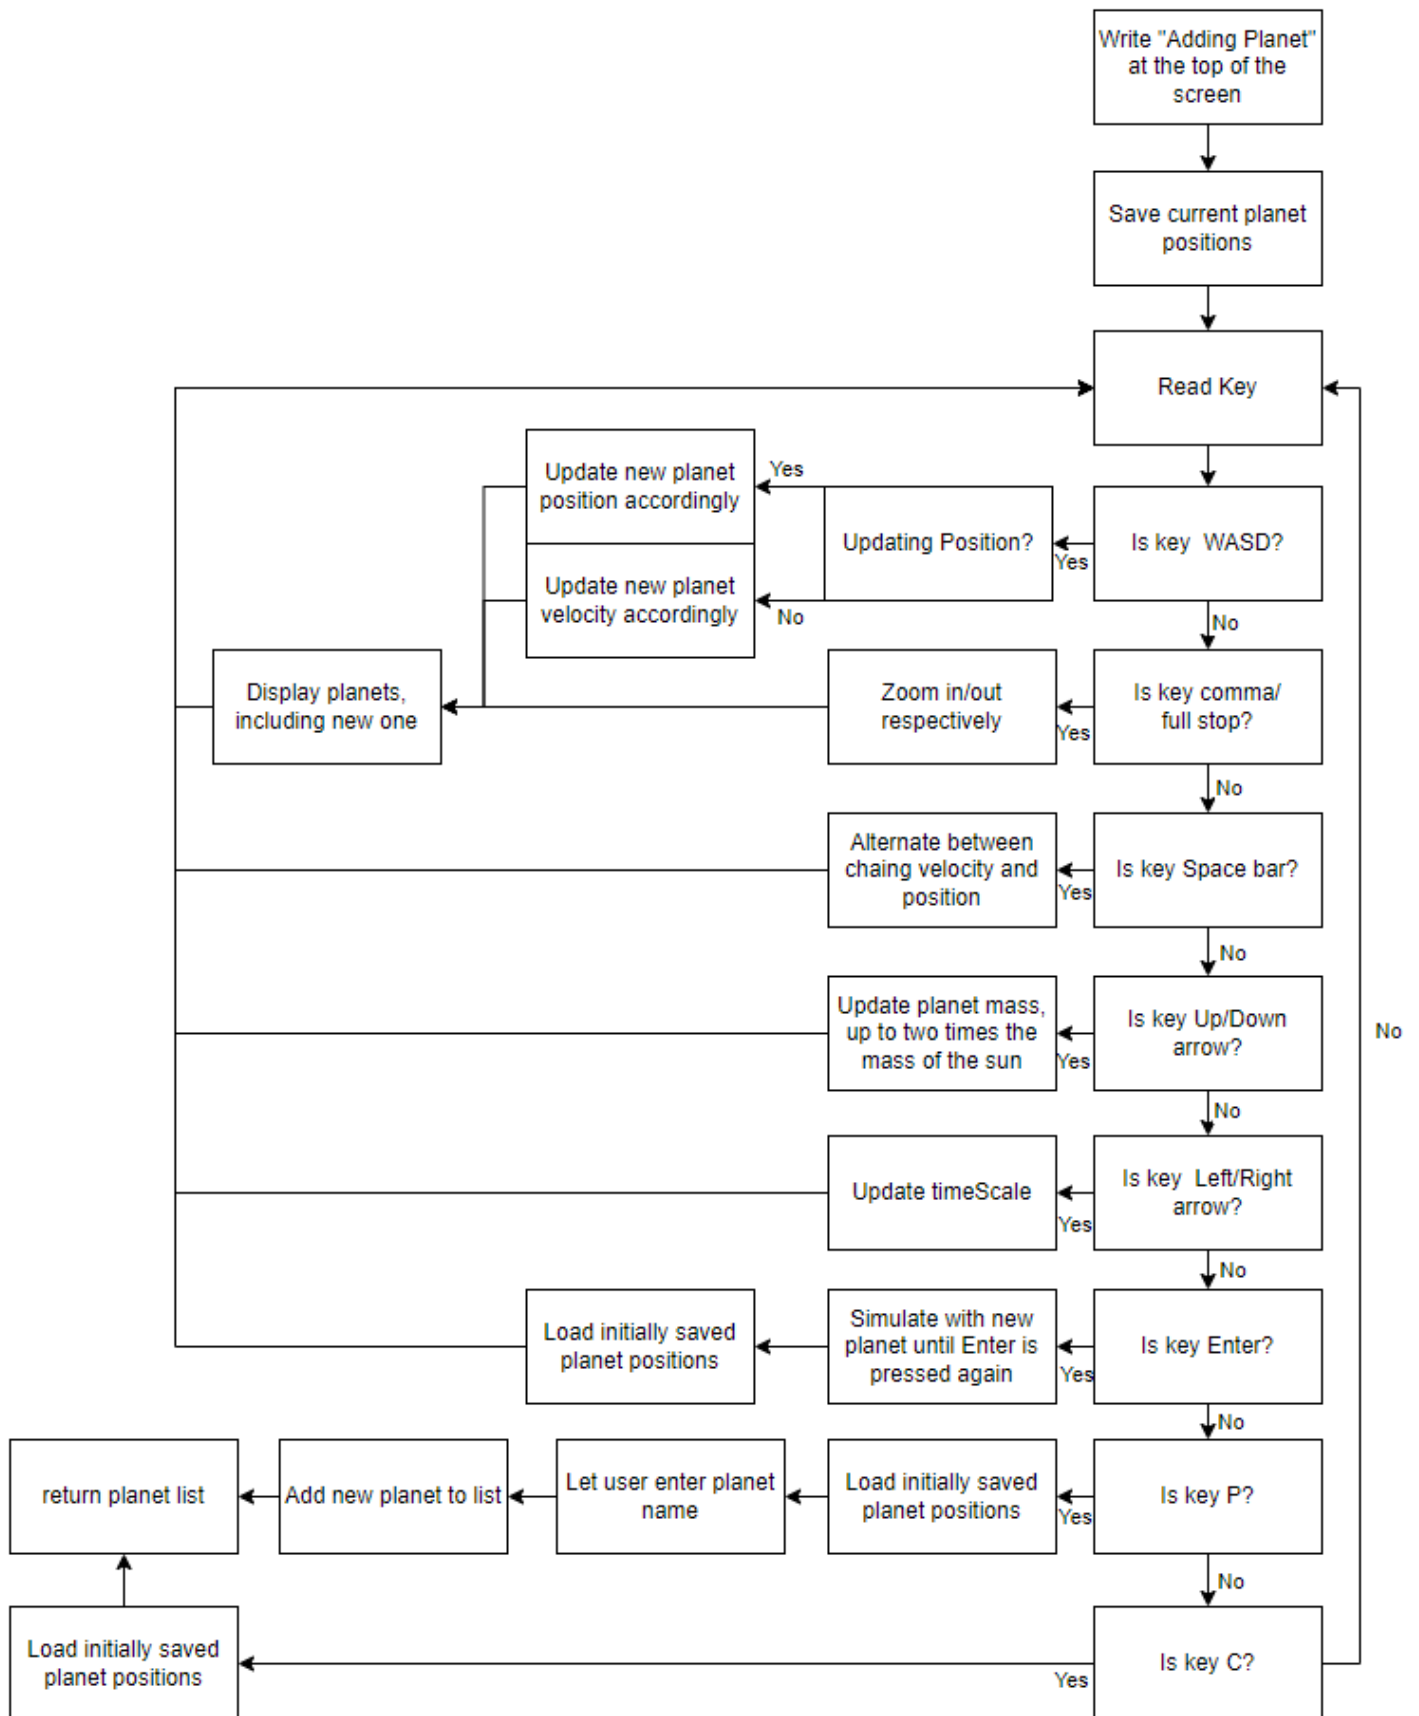 Write "Adding Planet"
at the top of the
screen
Save current planet
positions
Read Key
Update new planet
position accordingly
Yes
Updating Position?
Yes
Is key  WASD?
Update new planet
velocity accordingly
No
No
Display planets,
including new one
Zoom in/out
respectively
Yes
Is key comma/
full stop?
No
Alternate between
chaing velocity and
position
Yes
Is key Space bar?
No
Update planet mass,
up to two times the
mass of the sun
Yes
Is key Up/Down
arrow?
No
No
Update timeScale
Yes
Is key  Left/Right
arrow?
No
Load initially saved
planet positions
Simulate with new
planet until Enter is
pressed again
Yes
Is key Enter?
No
return planet list
Add new planet to list
Let user enter planet
name
Load initially saved
planet positions
Yes
Is key P?
No
Load initially saved
planet positions
Yes
Is key C?